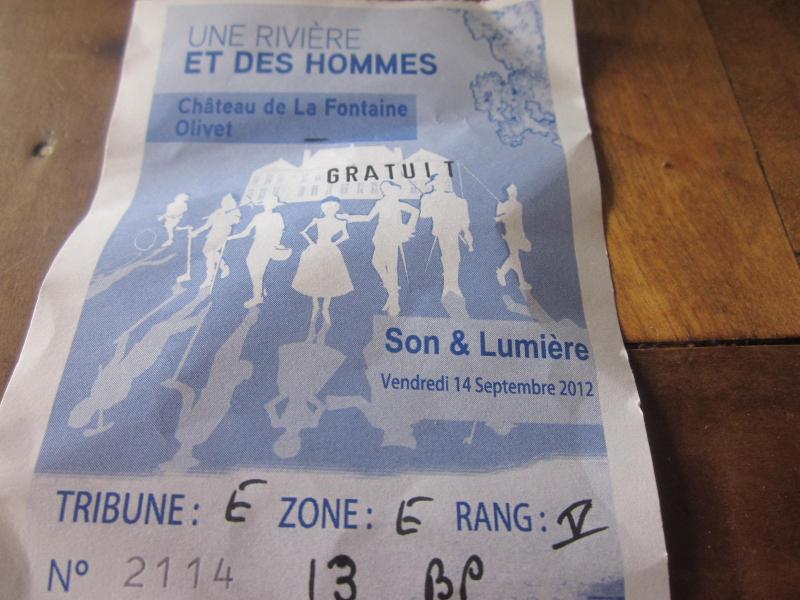 UNE RIVIÈRE
ET DES HOMMES
Château de La Fontaine
Olivet
GRATUIT
Son & Lumière
Vendredi 14 Septembre 2012
TRIBUNE : E ZONE : E RANG : V
N° 2114 13 BP